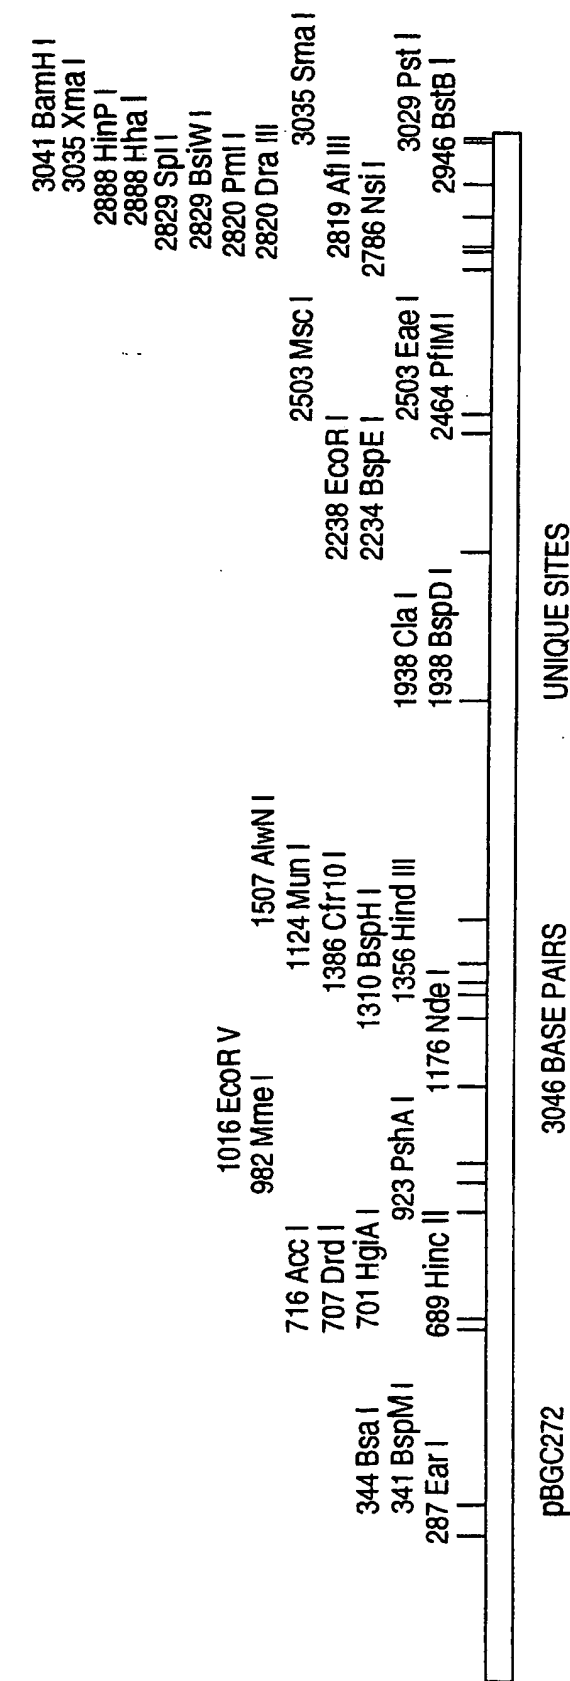 3041 BamH I
3035 Xma I
2888 HinP I
2888 Hha I
2829 Spl I
2829 BsiW I
2820 Pml I
2820 Dra III
3035 Sma I
2819 Afl III
2786 Nsi I
3029 Pst I
2946 BstB I
2503 Msc I
2503 Eae I
2464 PflM I
2238 EcoR I
2234 BspE I
1938 Cla I
1938 BspD I
1507 AlwN I
1124 Mun I
1386 Cfr10 I
1310 BspH I
1356 Hind III
1176 Nde I
1016 EcoR V
982 Mme I
923 PshA I
716 Acc I
707 Drd I
701 HgiA I
689 Hinc II
344 Bsa I
341 BspM I
287 Ear I
pBGC272
3046 BASE PAIRS
UNIQUE SITES